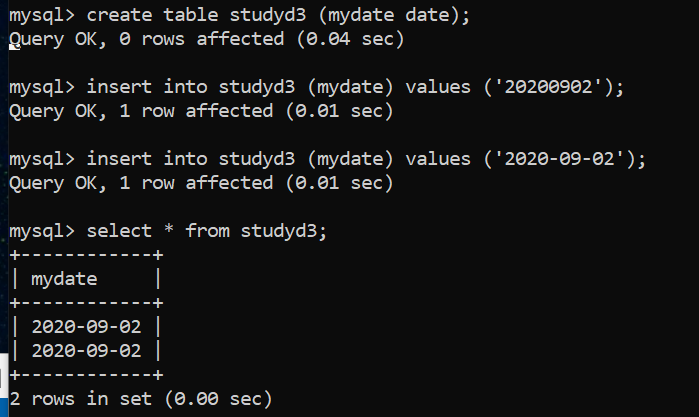 mysql> create table studyd3 (mydate date);
Query OK, 0 rows affected (0.04 sec)
mysql> insert into studyd3 (mydate) values ('20200902');
Query OK, 1 row affected (0.01 sec)
mysql> insert into studyd3 (mydate) values ('2020-09-02');
Query OK, 1 row affected (0.01 sec)
mysql> select * from studyd3;
+------------+
| mydate     |
+------------+
| 2020-09-02 |
| 2020-09-02 |
+------------+
2 rows in set (0.00 sec)